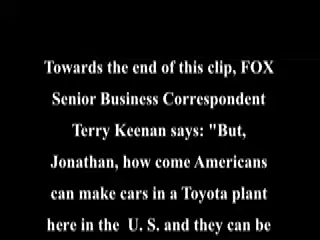 Towards the end of this clip, FOX
Senior Business Correspondent
Terry Keenan says: "But,
Jonathan, how come Americans
can make cars in a Toyota plant
here in the U. S. and they can be